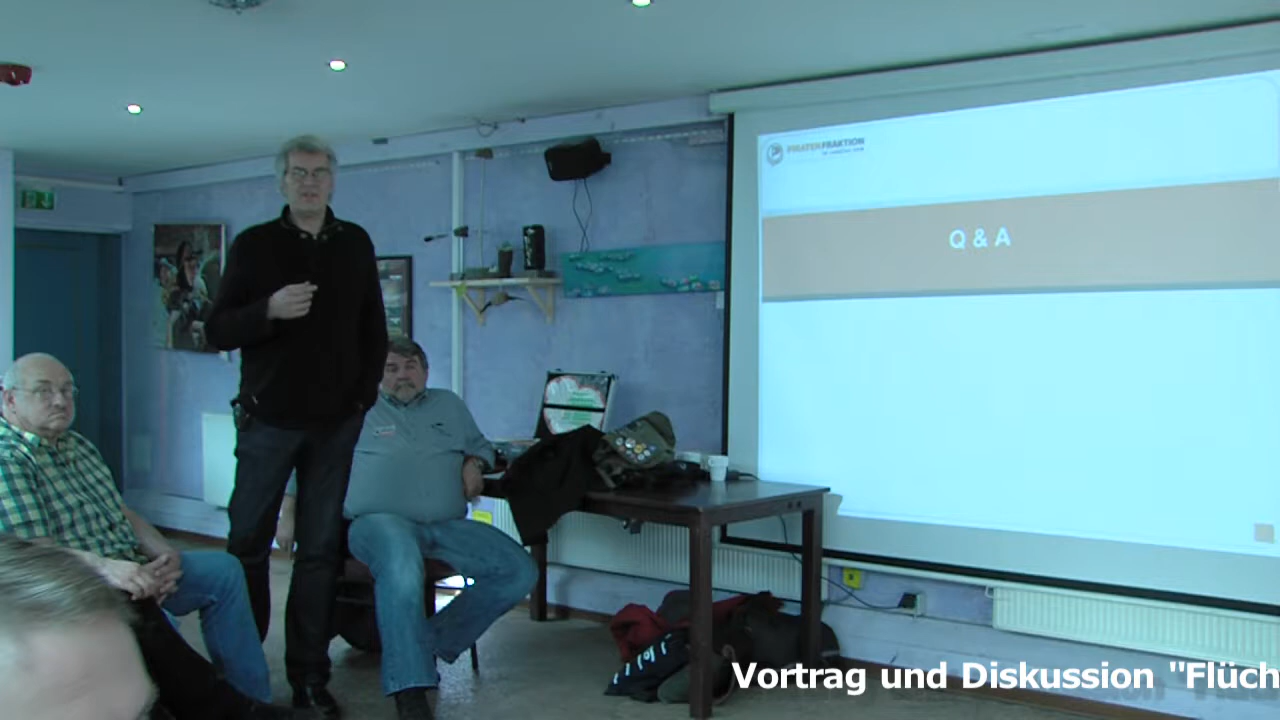 PIRATENFRAKTION
Q & A
Vortrag und Diskussion "Flüch